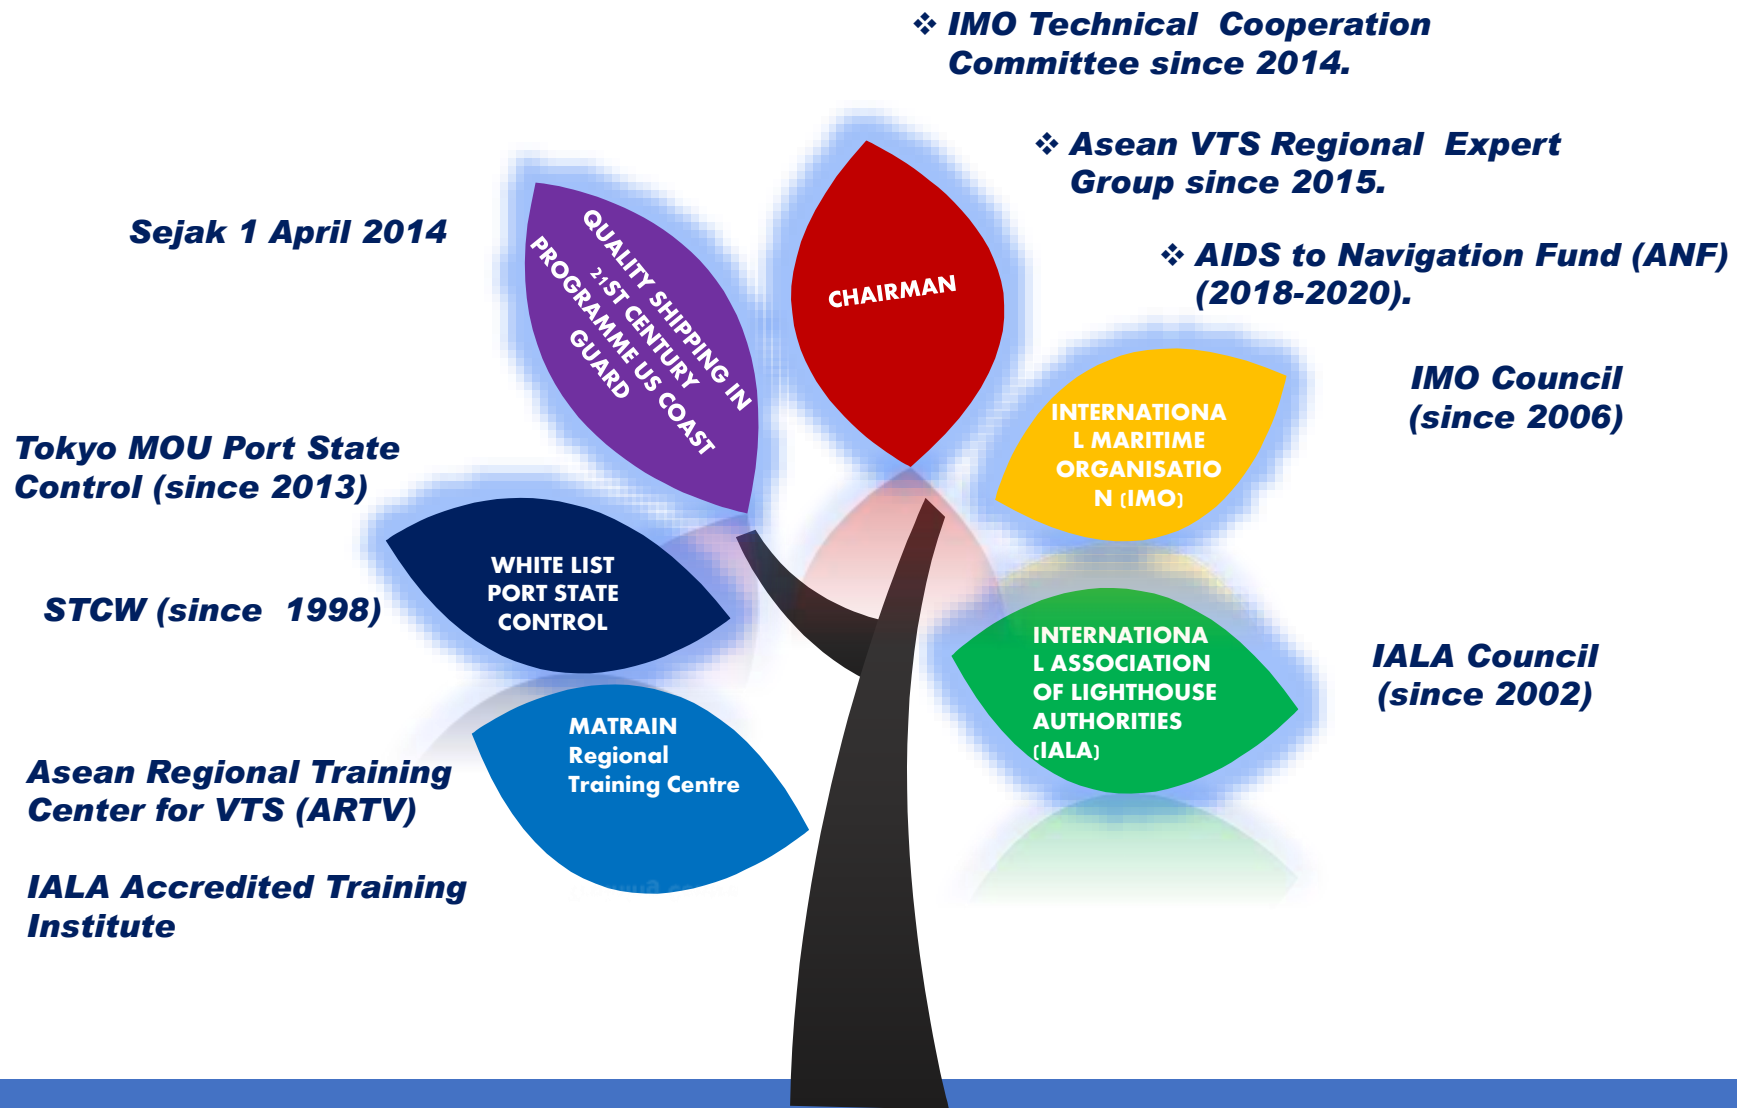 ❖ IMO Technical Cooperation
Committee since 2014.
❖ Asean VTS Regional Expert
Group since 2015.
❖ AIDS to Navigation Fund (ANF)
(2018-2020).
Sejak 1 April 2014
QUALITY SHIPPING IN
21ST CENTURY
PROGRAMME US COAST
GUARD
CHAIRMAN
INTERNATIONA
L MARITIME
ORGANISATIO
N (IMO)
IMO Council
(since 2006)
Tokyo MOU Port State
Control (since 2013)
STCW (since 1998)
WHITE LIST
PORT STATE
CONTROL
INTERNATIONA
L ASSOCIATION
OF LIGHTHOUSE
AUTHORITIES
(IALA)
IALA Council
(since 2002)
MATRAIN
Regional
Training Centre
Asean Regional Training
Center for VTS (ARTV)
IALA Accredited Training
Institute